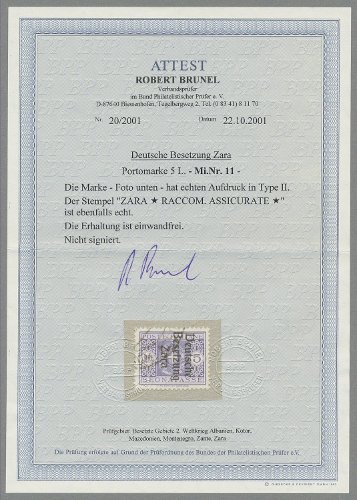 ATTEST
ROBERT BRUNEL
Verbandsprüfer
im Bund Philatelistischer Prüfer e. V.
D-87640 Biessenhofen, Tegelbergweg 2, Tel. (0 83 41) 8 11 70
Nr. 20/2001 Datum 22.10.2001
Deutsche Besetzung Zara
Portomarke 5 L. - Mi.Nr. 11 -
Die Marke - Foto unten - hat echten Aufdruck in Type II.
Der Stempel "ZARA ★ RACCOM. ASSICURATE ★"
ist ebenfalls echt.
Die Erhaltung ist einwandfrei.
Nicht signiert.
Deutsche
Besetzung
Zara
SEGNATASSE
Prüfgebiet: Besetzte Gebiete 2. Weltkrieg Albanien, Kotor,
Mazedonien, Montenegro, Zante, Zara
Die Prüfung erfolgte auf Grund der Prüfordnung des Bundes der Philatelistischen Prüfer e. V.